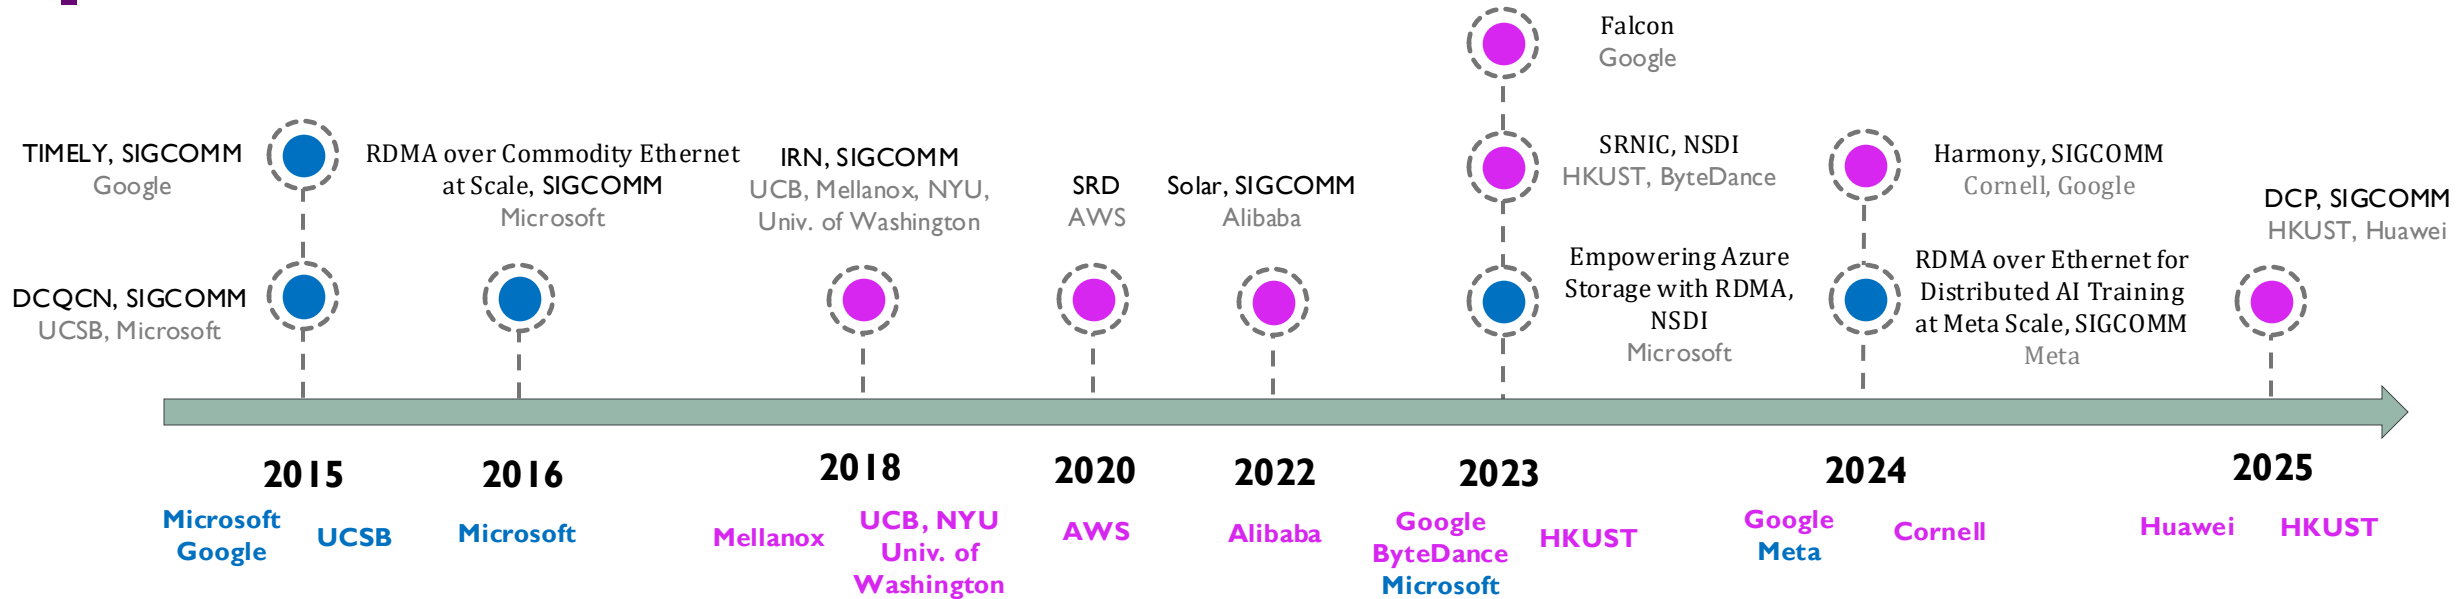 TIMELY, SIGCOMM
Google
DCQCN, SIGCOMM
UCSB, Microsoft
RDMA over Commodity Ethernet
at Scale, SIGCOMM
Microsoft
IRN, SIGCOMM
UCB, Mellanox, NYU,
Univ. of Washington
SRD
AWS
Solar, SIGCOMM
Alibaba
Falcon
Google
SRNIC, NSDI
HKUST, ByteDance
Empowering Azure
Storage with RDMA,
NSDI
Microsoft
Harmony, SIGCOMM
Cornell, Google
RDMA over Ethernet for
Distributed AI Training
at Meta Scale, SIGCOMM
Meta
DCP, SIGCOMM
HKUST, Huawei
2015
2016
2018
2020
2022
2023
2024
2025
Microsoft
Google
UCSB
Microsoft
Mellanox
UCB, NYU
Univ. of
Washington
AWS
Alibaba
Google
ByteDance
Microsoft
HKUST
Google
Meta
Cornell
Huawei
HKUST